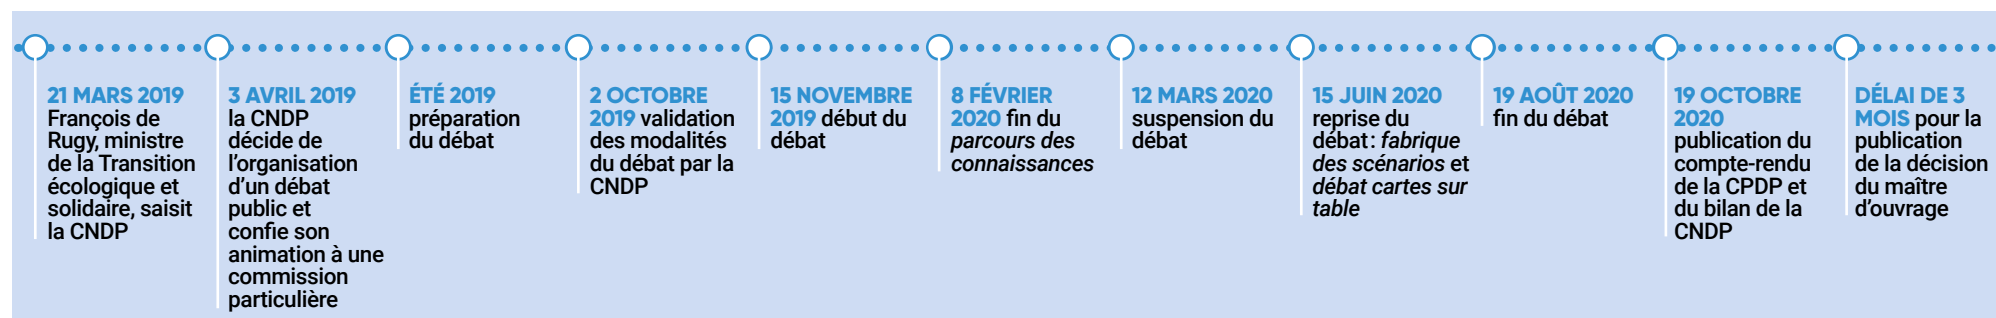 21 MARS 2019
François de
Rugy, ministre
de la Transition
écologique et
solidaire, saisit
la CNDP
3 AVRIL 2019
la CNDP
décide de
l’organisation
d’un débat
public et
confie son
animation à une
commission
particulière
ÉTÉ 2019
préparation
du débat
2 OCTOBRE
2019 validation
des modalités
du débat par la
CNDP
15 NOVEMBRE
2019 début du
débat
8 FÉVRIER
2020 fin du
parcours des
connaissances
12 MARS 2020
suspension du
débat
15 JUIN 2020
reprise du
débat : fabrique
des scénarios et
débat cartes sur
table
19 AOÛT 2020
fin du débat
19 OCTOBRE
2020
publication du
compte-rendu
de la CPDP et
du bilan de la
CNDP
DÉLAI DE 3
MOIS pour la
publication
de la décision
du maître
d’ouvrage